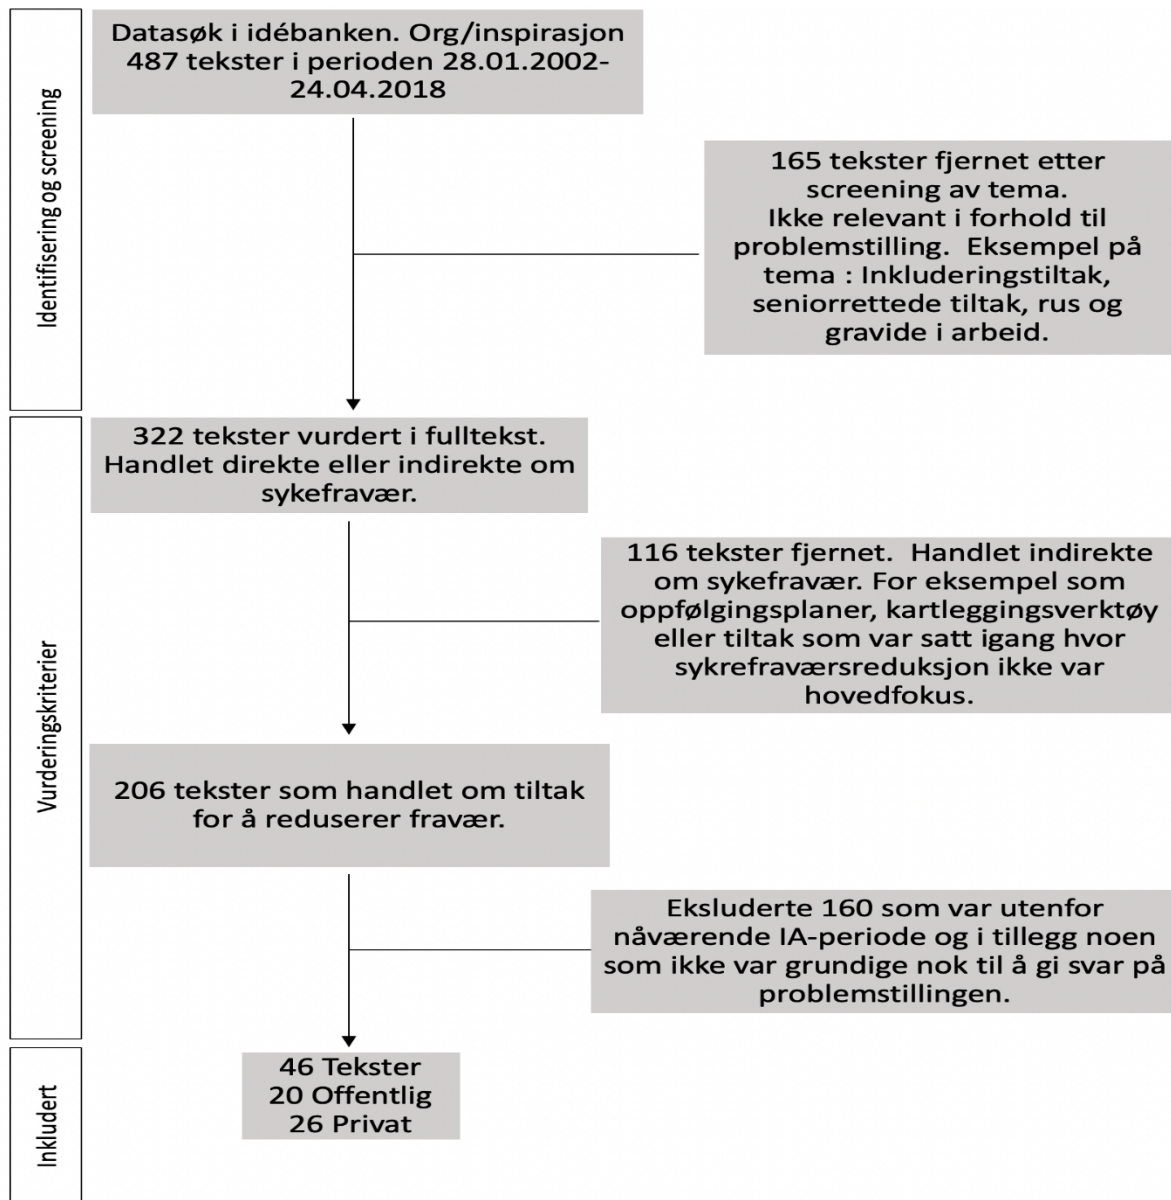 Identifisering og screening
Datasøk i idébanken. Org/inspirasjon
487 tekster i perioden 28.01.2002-
24.04.2018
165 tekster fjernet etter
screening av tema.
Ikke relevant i forhold til
problemstilling.  Eksempel på
tema : Inkluderingstiltak,
seniorrettede tiltak, rus og
gravide i arbeid.
Vurderingskriterier
322 tekster vurdert i fulltekst.
Handlet direkte eller indirekte om
sykefravær.
116 tekster fjernet.  Handlet indirekte
om sykefravær. For eksempel som
oppfølgingsplaner, kartleggingsverktøy
eller tiltak som var satt igang hvor
sykrefraværsreduksjon ikke var
hovedfokus.
206 tekster som handlet om tiltak
for å reduserer fravær.
Eksluderte 160 som var utenfor
nåværende IA-periode og i tillegg noen
som ikke var grundige nok til å gi svar på
problemstillingen.
Inkludert
46 Tekster
20 Offentlig
26 Privat